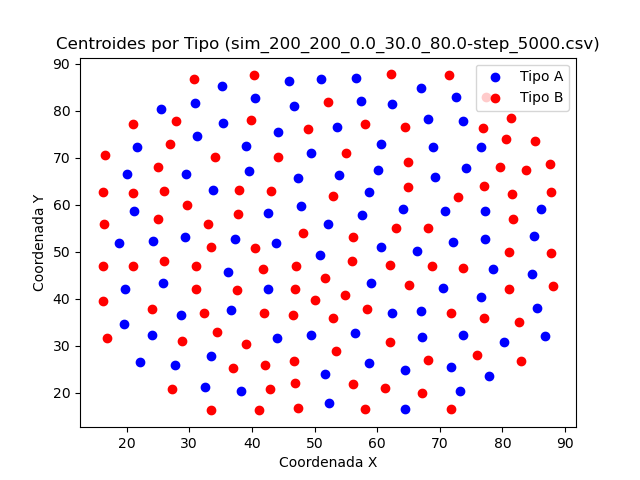 Centroides por Tipo (sim_200_200_0.0_30.0_80.0-step_5000.csv)
Tipo A
Tipo B
90
80
70
60
50
40
30
20
Coordenada Y
20 30 40 50 60 70 80 90
Coordenada X